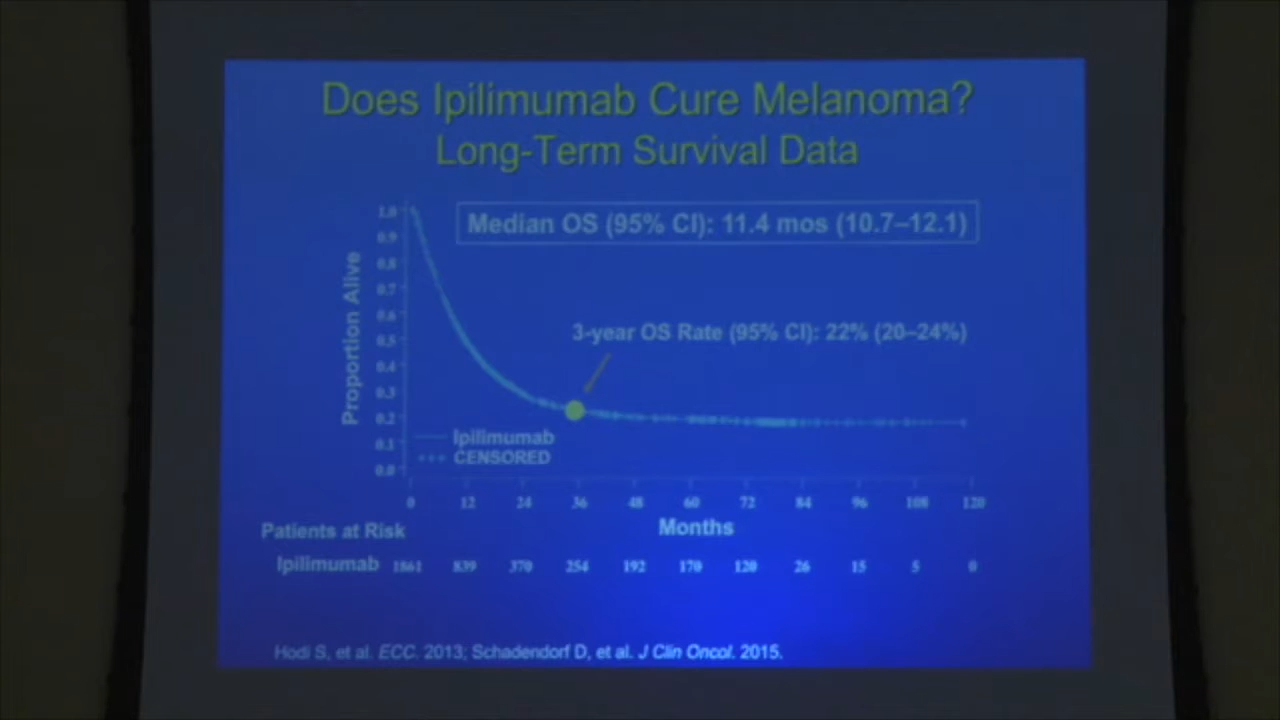 Does Ipilimumab Cure Melanoma?
Long-Term Survival Data
Median OS (95% CI): 11.4 mos (10.7–12.1)
3-year OS Rate (95% CI): 22% (20–24%)
Proportion Alive
1.0
0.9
0.8
0.7
0.6
0.5
0.4
0.3
0.2
0.1
0.0
Ipilimumab
CENSORED
0 12 24 36 48 60 72 84 96 108 120
Months
Patients at Risk
Ipilimumab 1861 839 370 254 192 170 120 26 15 5 0
Hodi S, et al. ECC. 2013; Schadendorf D, et al. J Clin Oncol. 2015.